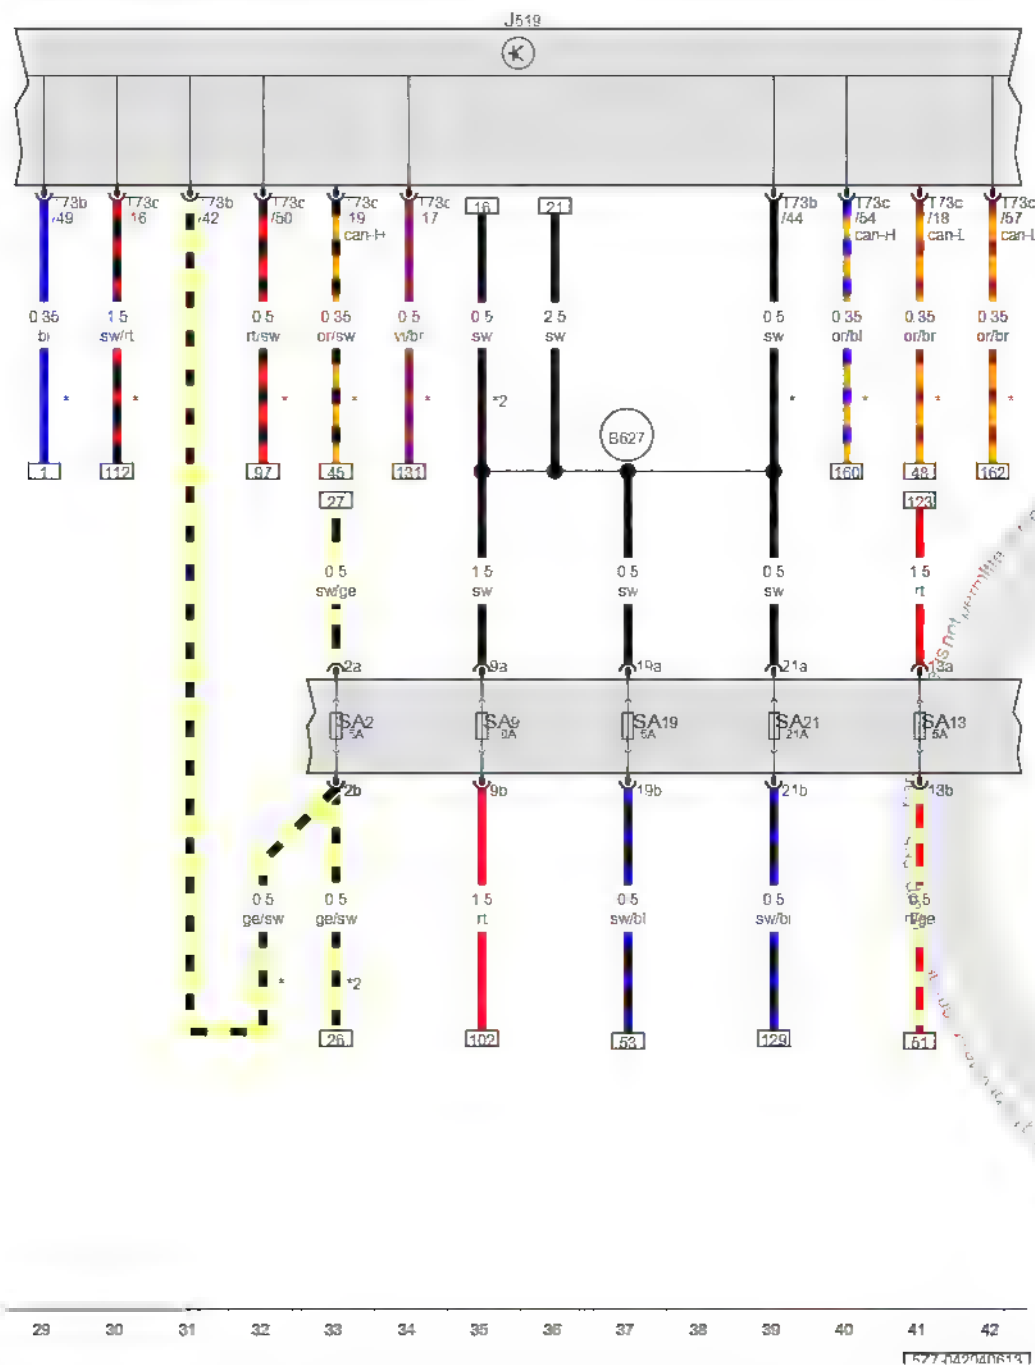 J519
T73b T73c T73b T73c T73c T73c 16 21 T73b T73c T73c T73c
/49 16 /42 /50 19 17 /44 /54 /18 /57
can-H can-H can-L can-L
0 35 1 5 0 5 0 35 0 5 0 5 2 5 0 5 0 35 0 35 0 35
bl sw/rt rt/sw or/sw vi/br sw sw sw or/bl or/br or/br
* * * * * *2 * * * *
B627
1 112 97 45 131 160 48 162
27 123
0 5 1 5 0 5 0 5 1 5
sw/ge sw sw sw rt
2a 9a 19a 21a 13a
SA2 SA9 SA19 SA21 SA13
5A 5A 21A 5A
2b 9b 19b 21b 13b
0 5 0 5 1 5 0 5 0 5 0 5
ge/sw ge/sw rt sw/bl sw/bl rt/ge
* *2
26 102 53 129 51
29 30 31 32 33 34 35 36 37 38 39 40 41 42
577-042040613